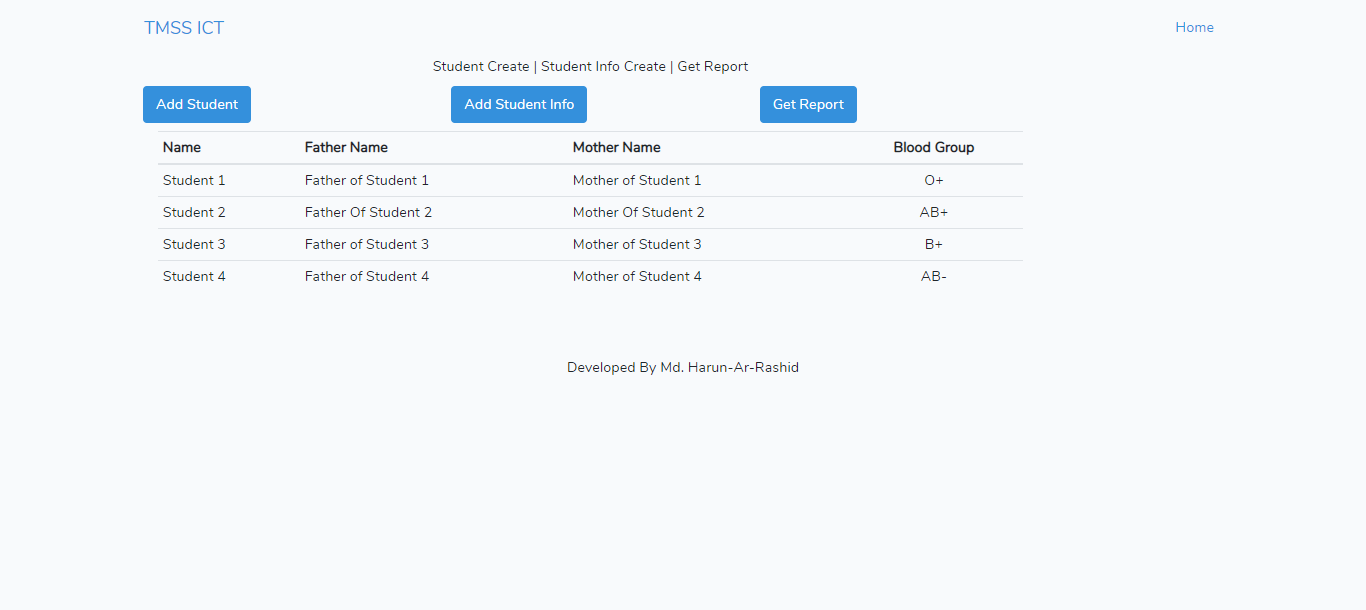 TMSS ICT Home
Student Create | Student Info Create | Get Report
Add Student Add Student Info Get Report
Name Father Name Mother Name Blood Group
Student 1 Father of Student 1 Mother of Student 1 O+
Student 2 Father Of Student 2 Mother Of Student 2 AB+
Student 3 Father of Student 3 Mother of Student 3 B+
Student 4 Father of Student 4 Mother of Student 4 AB-
Developed By Md. Harun-Ar-Rashid